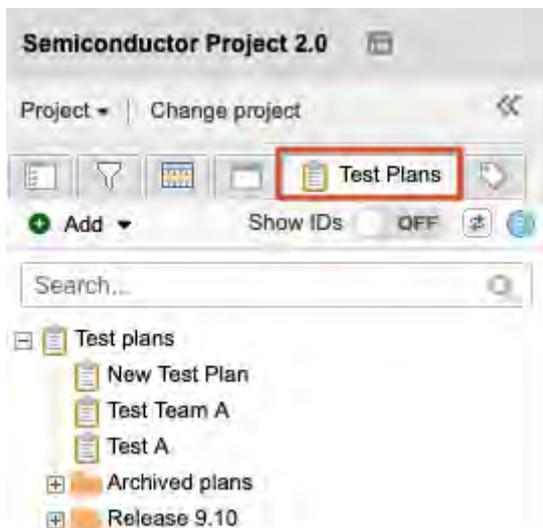 Semiconductor Project 2.0
Project | Change project
Test Plans
Add Show IDs OFF
Search...
Test plans
New Test Plan
Test Team A
Test A
Archived plans
Release 9.10